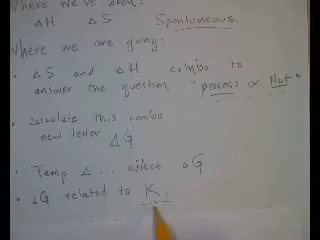 Where we've been:
ΔH ΔS Spontaneous.
Where we are going:
• ΔS and ΔH combo to
answer the question "process or Not"
• calculate this combo
new letter ΔG
• Temp Δ ... affect ΔG
• ΔG related to K.